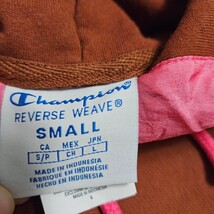 Champion®
REVERSE WEAVE®
SMALL
CA MEX JPN
S/P CH L
MADE IN INDONESIA
FABRIQUÉ EN INDONÉSIE
HECHO EN INDONESIA